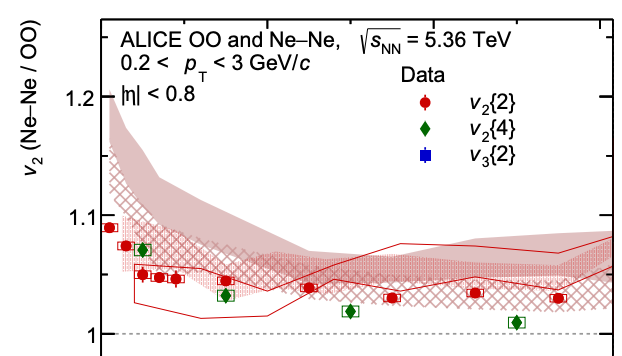 ALICE OO and Ne–Ne, √sNN = 5.36 TeV
0.2 < pT < 3 GeV/c
|η| < 0.8
Data
v2{2}
v2{4}
v3{2}
v2 (Ne–Ne / OO)
1.2
1.11
1